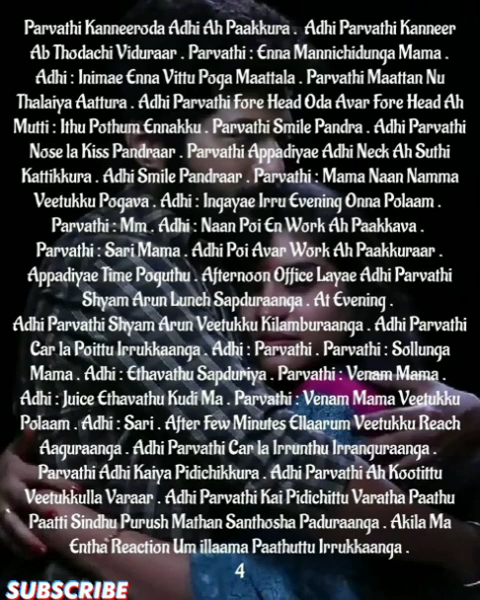 Parvathi Kanneeroda Adhi Ah Paakkura . Adhi Parvathi Kanneer
Ab Thodachi Viduraar . Parvathi : Enna Mannichidunga Mama .
Adhi : Inimae Enna Vittu Poga Maattala . Parvathi Maattan Nu
Thalaiya Aattura . Adhi Parvathi Fore Head Oda Avar Fore Head Ah
Mutti : Ithu Pothum Ennakku . Parvathi Smile Pandra . Adhi Parvathi
Nose la Kiss Pandraar . Parvathi Appadiyae Adhi Neck Ah Suthi
Kattikkura . Adhi Smile Pandraar . Parvathi : Mama Naan Namma
Veetukku Pogava . Adhi : Ingayae Irru Evening Onna Polaam .
Parvathi : Mm . Adhi : Naan Poi En Work Ah Paakkava .
Parvathi : Sari Mama . Adhi Poi Avar Work Ah Paakkuraar .
Appadiyae Time Poguthu . Afternoon Office Layae Adhi Parvathi
Shyam Arun Lunch Sapduraanga . At Evening .
Adhi Parvathi Shyam Arun Veetukku Kilamburaanga . Adhi Parvathi
Car la Poittu Irrukkaanga . Adhi : Parvathi . Parvathi : Sollunga
Mama . Adhi : Ethavathu Sapduriya . Parvathi : Venam Mama .
Adhi : Juice Ethavathu Kudi Ma . Parvathi : Venam Mama Veetukku
Polaam . Adhi : Sari . After Few Minutes Ellaarum Veetukku Reach
Aaguraanga . Adhi Parvathi Car la Irrunthu Irranguraanga .
Parvathi Adhi Kaiya Pidichikkura . Adhi Parvathi Ah Kootittu
Veetukkulla Varaar . Adhi Parvathi Kai Pidichittu Varatha Paathu
Paatti Sindhu Purush Mathan Santhosha Paduraanga . Akila Ma
Entha Reaction Um illaama Paathuttu Irrukkaanga .
4
SUBSCRIBE